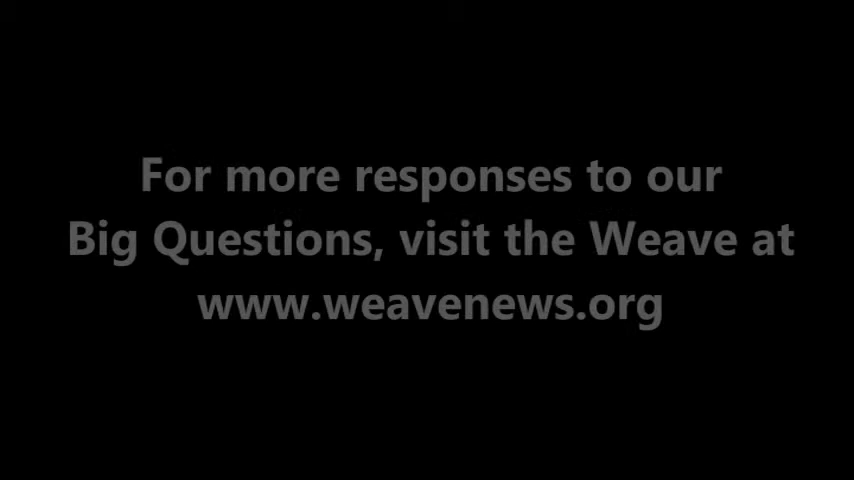 For more responses to our
Big Questions, visit the Weave at
www.weavenews.org